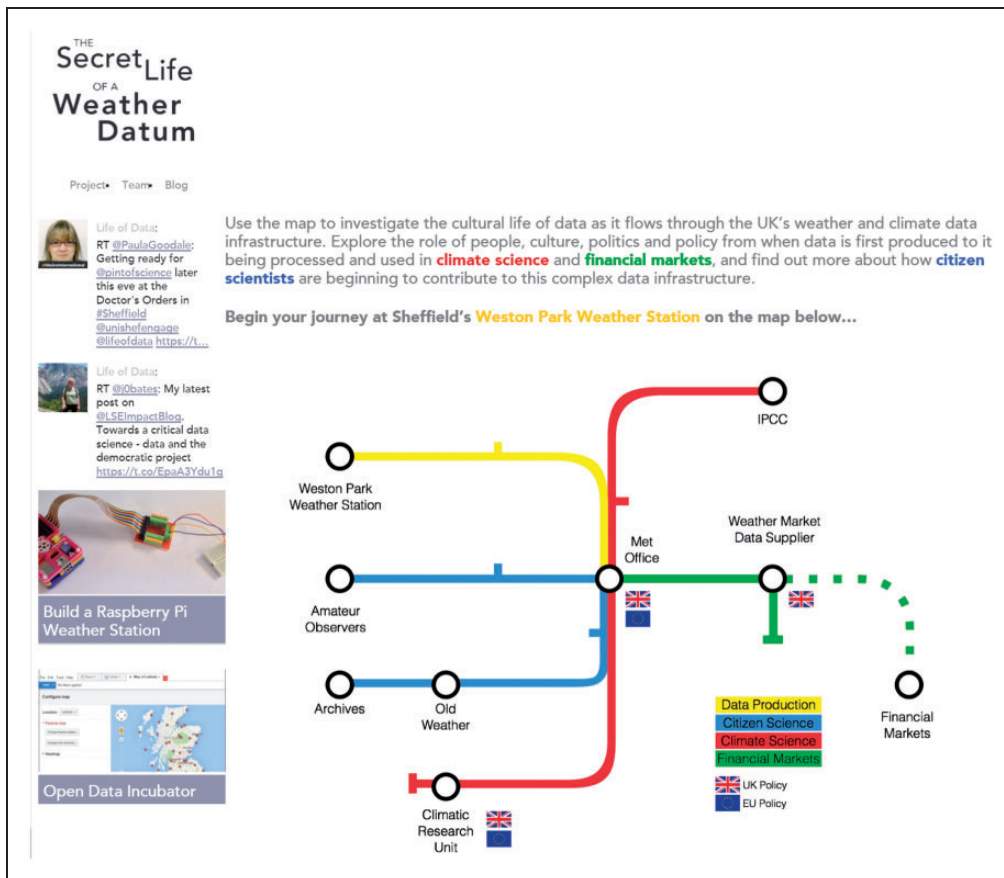 THE
Secret Life
OF A
Weather
Datum
Project• Team• Blog
Life of Data:
RT @PaulaGoodale:
Getting ready for
@pintofscience later
this eve at the
Doctor's Orders in
#Sheffield
@unishefengage
@lifeofdata https://t...
Life of Data:
RT @j0bates: My latest
post on
@LSEImpactBlog.
Towards a critical data
science - data and the
democratic project
https://t.co/EpaA3Ydu1g
Build a Raspberry Pi
Weather Station
Configure map
Location
Open Data Incubator
Use the map to investigate the cultural life of data as it flows through the UK's weather and climate data
infrastructure. Explore the role of people, culture, politics and policy from when data is first produced to it
being processed and used in climate science and financial markets, and find out more about how citizen
scientists are beginning to contribute to this complex data infrastructure.
Begin your journey at Sheffield's Weston Park Weather Station on the map below...
IPCC
Weston Park
Weather Station
Met
Office
Weather Market
Data Supplier
Amateur
Observers
Archives
Old
Weather
Financial
Markets
Climatic
Research
Unit
Data Production
Citizen Science
Climate Science
Financial Markets
UK Policy
EU Policy